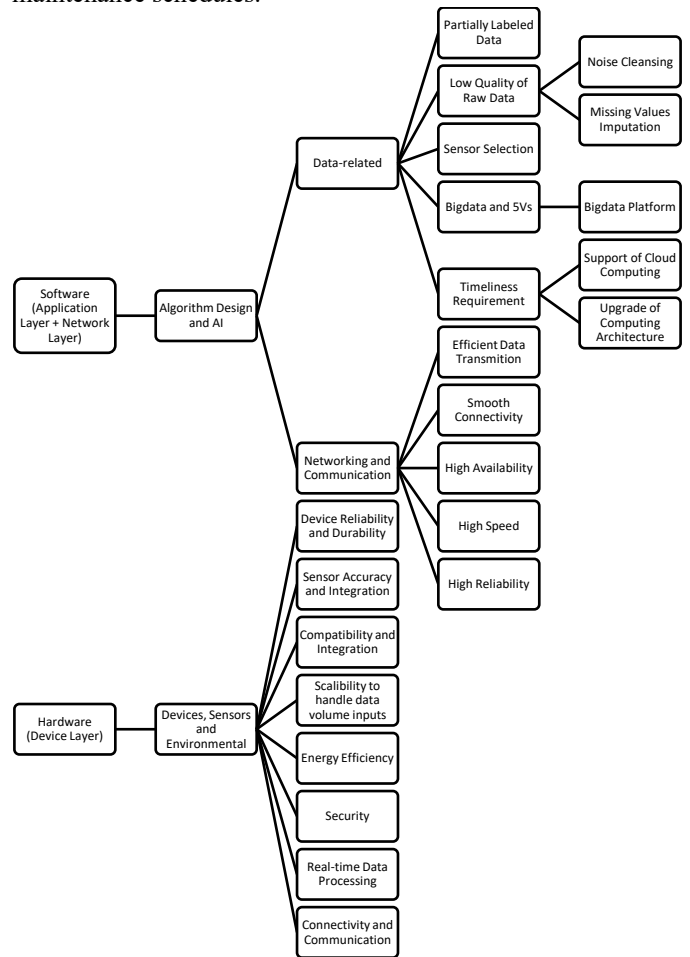 maintenance schedules.
Partially Labeled
Data
Low Quality of
Raw Data
Noise Cleansing
Missing Values
Imputation
Data-related
Sensor Selection
Bigdata and 5Vs
Bigdata Platform
Timeliness
Requirement
Support of Cloud
Computing
Upgrade of
Computing
Architecture
Software
(Application
Layer + Network
Layer)
Algorithm Design
and AI
Networking and
Communication
Efficient Data
Transmition
Smooth
Connectivity
High Availability
High Speed
High Reliability
Hardware
(Device Layer)
Devices, Sensors
and
Environmental
Device Reliability
and Durability
Sensor Accuracy
and Integration
Compatibility and
Integration
Scalibility to
handle data
volume inputs
Energy Efficiency
Security
Real-time Data
Processing
Connectivity and
Communication